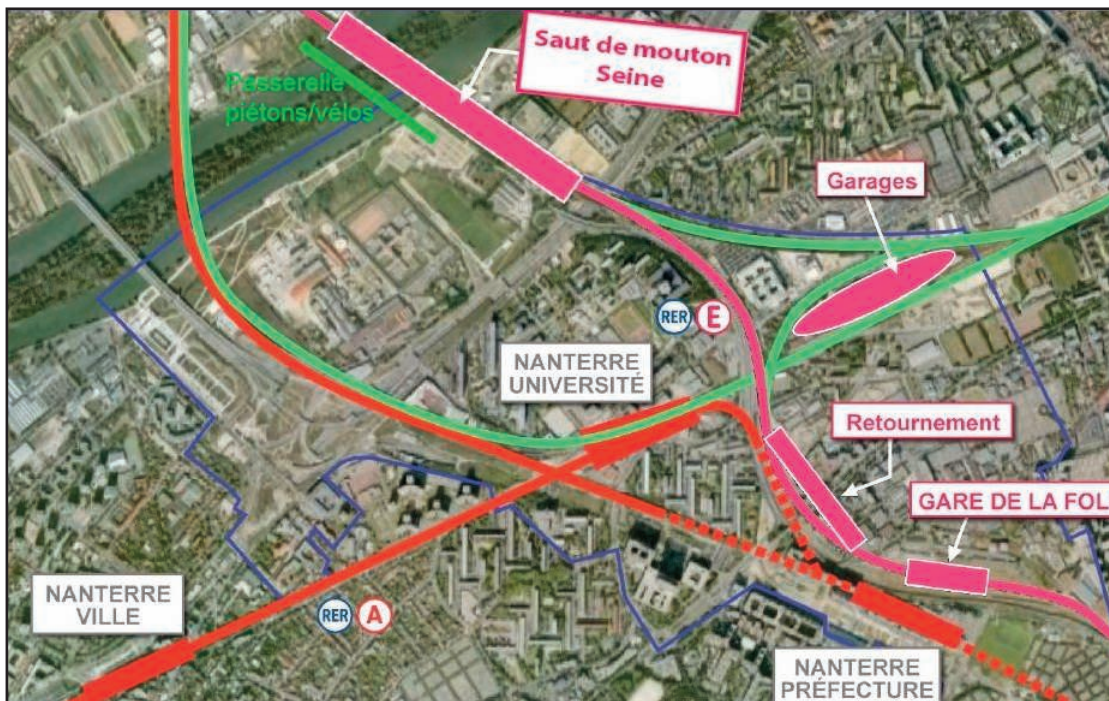 Saut de mouton
Seine
Passerelle
piétons/vélos
Garages
RER E
NANTERRE
UNIVERSITÉ
Retournement
GARE DE LA FOL
NANTERRE
VILLE
RER A
NANTERRE
PRÉFECTURE